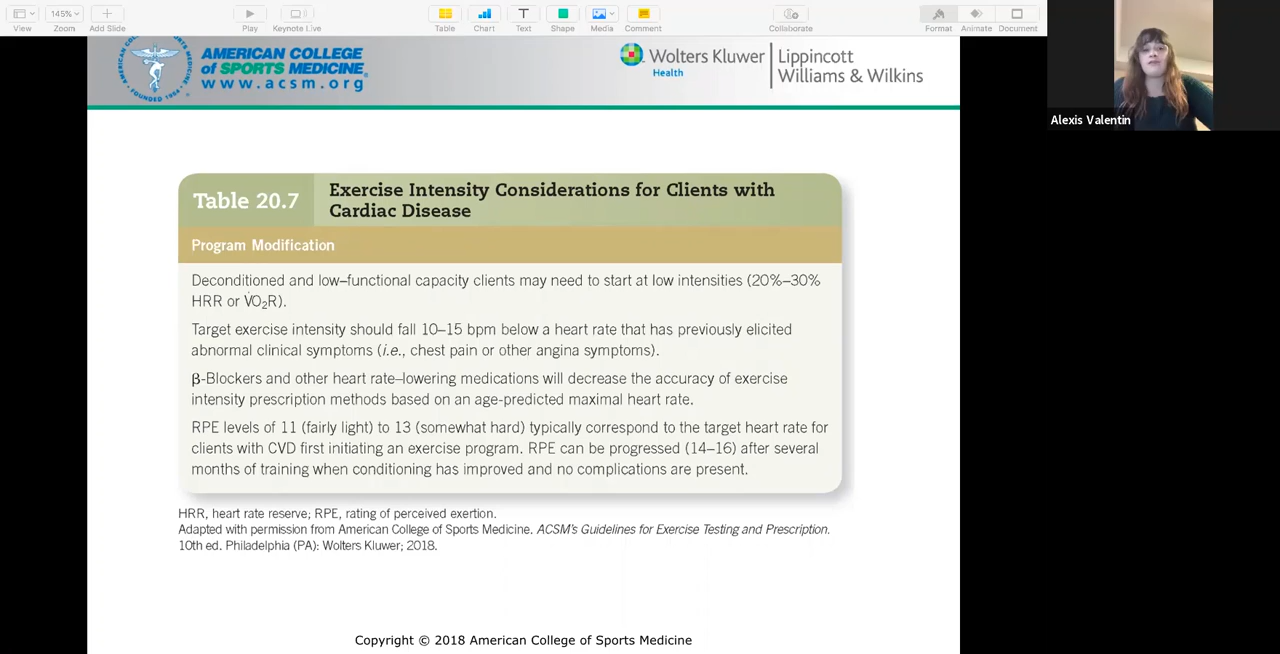 145%
View
Zoom
Add Slide
Play
Keynote Live
Table
Chart
Text
Shape
Media
Comment
Collaborate
Format
Animate
Document
AMERICAN COLLEGE
of SPORTS MEDICINE®
www.acsm.org
Wolters Kluwer
Health
Lippincott
Williams & Wilkins
Alexis Valentin
Table 20.7
Exercise Intensity Considerations for Clients with
Cardiac Disease
Program Modification
Deconditioned and low–functional capacity clients may need to start at low intensities (20%–30%
HRR or V̇O₂R).
Target exercise intensity should fall 10–15 bpm below a heart rate that has previously elicited
abnormal clinical symptoms (i.e., chest pain or other angina symptoms).
β-Blockers and other heart rate–lowering medications will decrease the accuracy of exercise
intensity prescription methods based on an age-predicted maximal heart rate.
RPE levels of 11 (fairly light) to 13 (somewhat hard) typically correspond to the target heart rate for
clients with CVD first initiating an exercise program. RPE can be progressed (14–16) after several
months of training when conditioning has improved and no complications are present.
HRR, heart rate reserve; RPE, rating of perceived exertion.
Adapted with permission from American College of Sports Medicine. ACSM's Guidelines for Exercise Testing and Prescription.
10th ed. Philadelphia (PA): Wolters Kluwer; 2018.
Copyright © 2018 American College of Sports Medicine